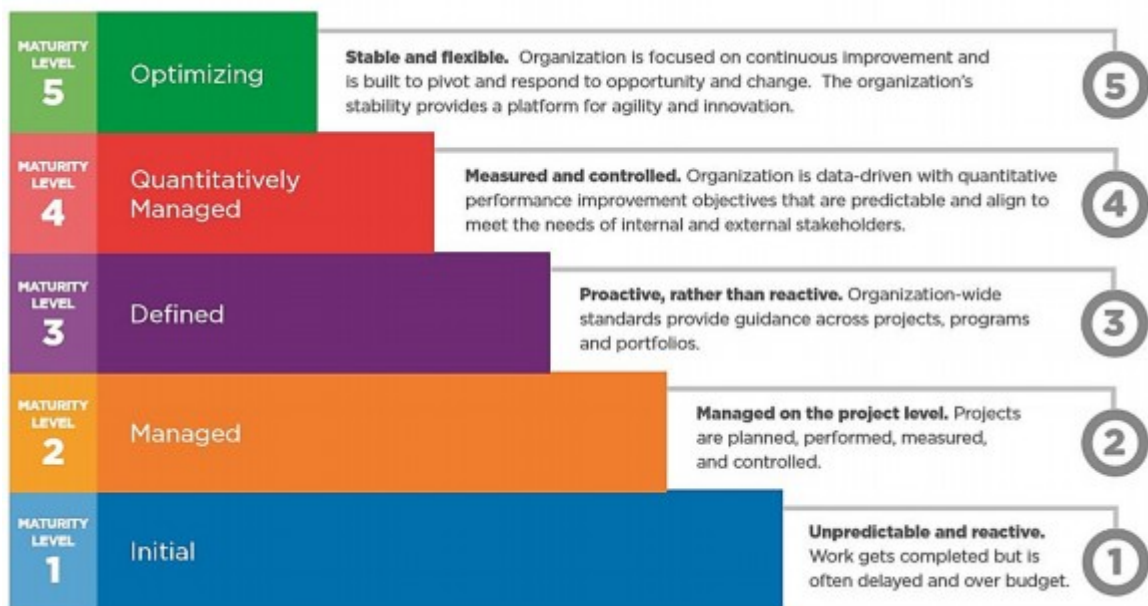 MATURITY
LEVEL
5
Optimizing
Stable and flexible. Organization is focused on continuous improvement and
is built to pivot and respond to opportunity and change. The organization's
stability provides a platform for agility and innovation.
5
MATURITY
LEVEL
4
Quantitatively
Managed
Measured and controlled. Organization is data-driven with quantitative
performance improvement objectives that are predictable and align to
meet the needs of internal and external stakeholders.
4
MATURITY
LEVEL
3
Defined
Proactive, rather than reactive. Organization-wide
standards provide guidance across projects, programs
and portfolios.
3
MATURITY
LEVEL
2
Managed
Managed on the project level. Projects
are planned, performed, measured,
and controlled.
2
MATURITY
LEVEL
1
Initial
Unpredictable and reactive.
Work gets completed but is
often delayed and over budget.
1